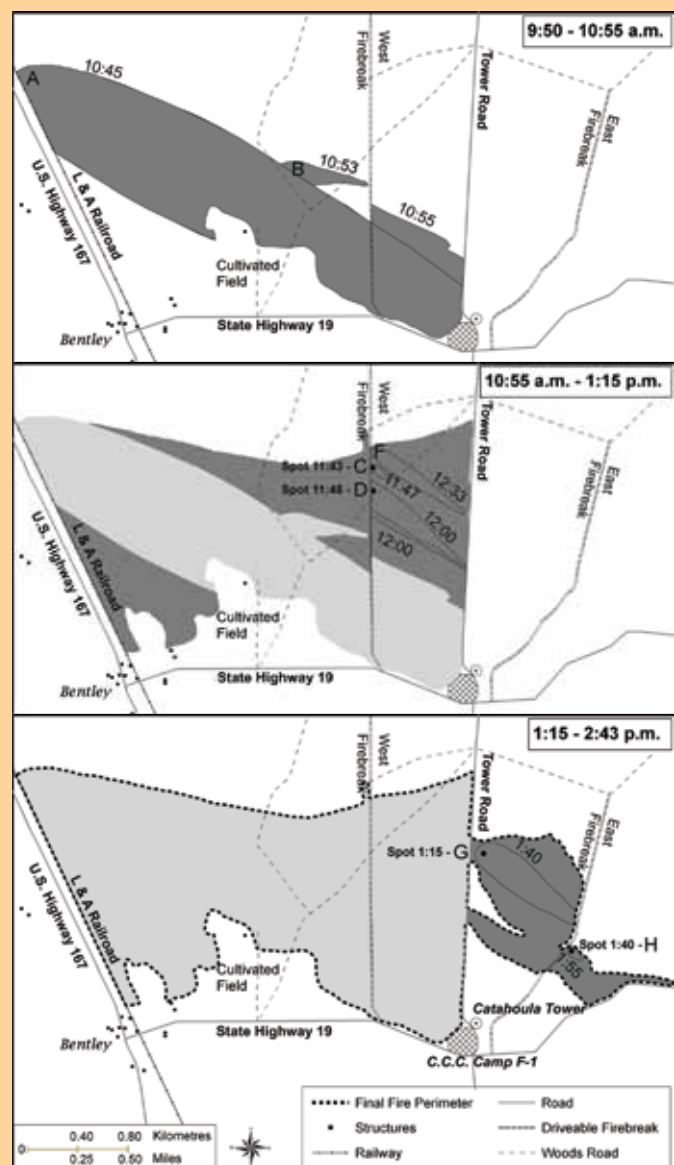 9:50 - 10:55 a.m.
A
10:45
West
Firebreak
Tower Road
East
Firebreak
B
10:53
10:55
L & A Railroad
U.S. Highway 167
Cultivated
Field
State Highway 19
Bentley
10:55 a.m. - 1:15 p.m.
West
Firebreak
Tower Road
East
Firebreak
F
Spot 11:43 - C
Spot 11:48 - D
11:47
12:33
12:00
12:00
L & A Railroad
U.S. Highway 167
Cultivated
Field
State Highway 19
Bentley
1:15 - 2:43 p.m.
West
Firebreak
Tower Road
East
Firebreak
Spot 1:15 - G
1:40
Spot 1:40 - H
1:55
L & A Railroad
U.S. Highway 167
Cultivated
Field
Catahoula Tower
State Highway 19
Bentley
C.C.C. Camp F-1
Final Fire Perimeter
Road
Structures
Driveable Firebreak
Railway
Woods Road
0.40 0.80 Kilometres
0
0.25 0.50 Miles